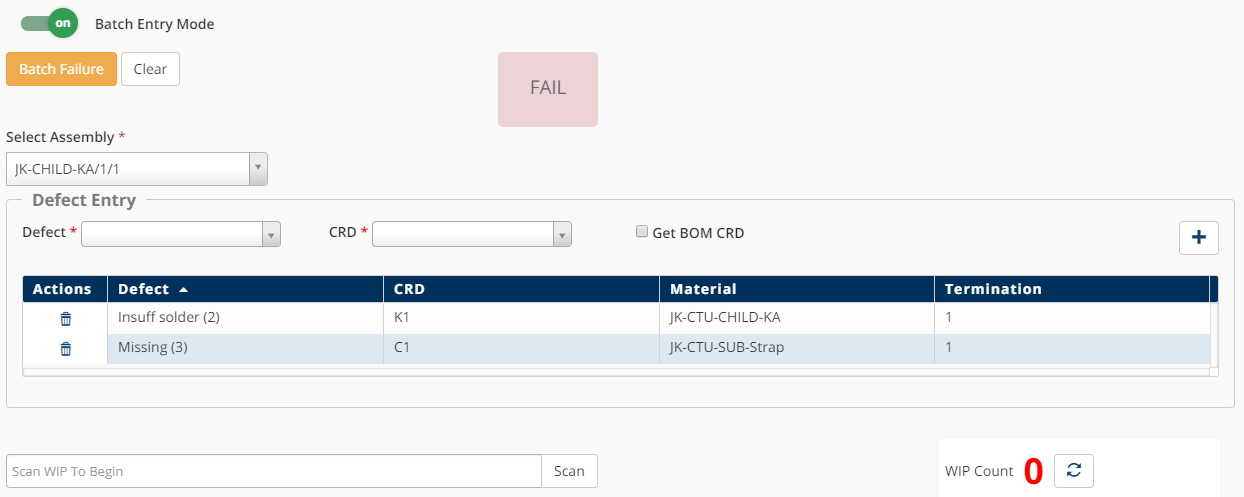 on Batch Entry Mode
Batch Failure Clear FAIL
Select Assembly *
JK-CHILD-KA/1/1
Defect Entry
Defect * CRD * Get BOM CRD +
Actions Defect CRD Material Termination
Insuff solder (2) K1 JK-CTU-CHILD-KA 1
Missing (3) C1 JK-CTU-SUB-Strap 1
Scan WIP To Begin Scan WIP Count 0